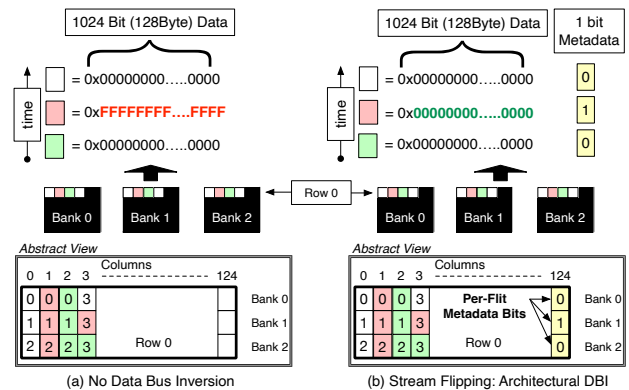 1024 Bit (128Byte) Data
= 0x00000000.....0000
= 0xFFFFFFFF....FFFF
= 0x00000000.....0000
time
Bank 0
Bank 1
Bank 2
Row 0
Abstract View
Columns
0 1 2 3 124
0 0 0 3 Bank 0
1 1 1 3 Bank 1
2 2 2 3 Row 0 Bank 2
(a) No Data Bus Inversion
1024 Bit (128Byte) Data
1 bit
Metadata
= 0x00000000.....0000 0
= 0x00000000.....0000 1
= 0x00000000.....0000 0
time
Bank 0
Bank 1
Bank 2
Abstract View
Columns
0 1 2 3 124
0 0 0 3 Per-Flit 0 Bank 0
1 1 1 3 Metadata Bits 1 Bank 1
2 2 2 3 Row 0 0 Bank 2
(b) Stream Flipping: Architectural DBI